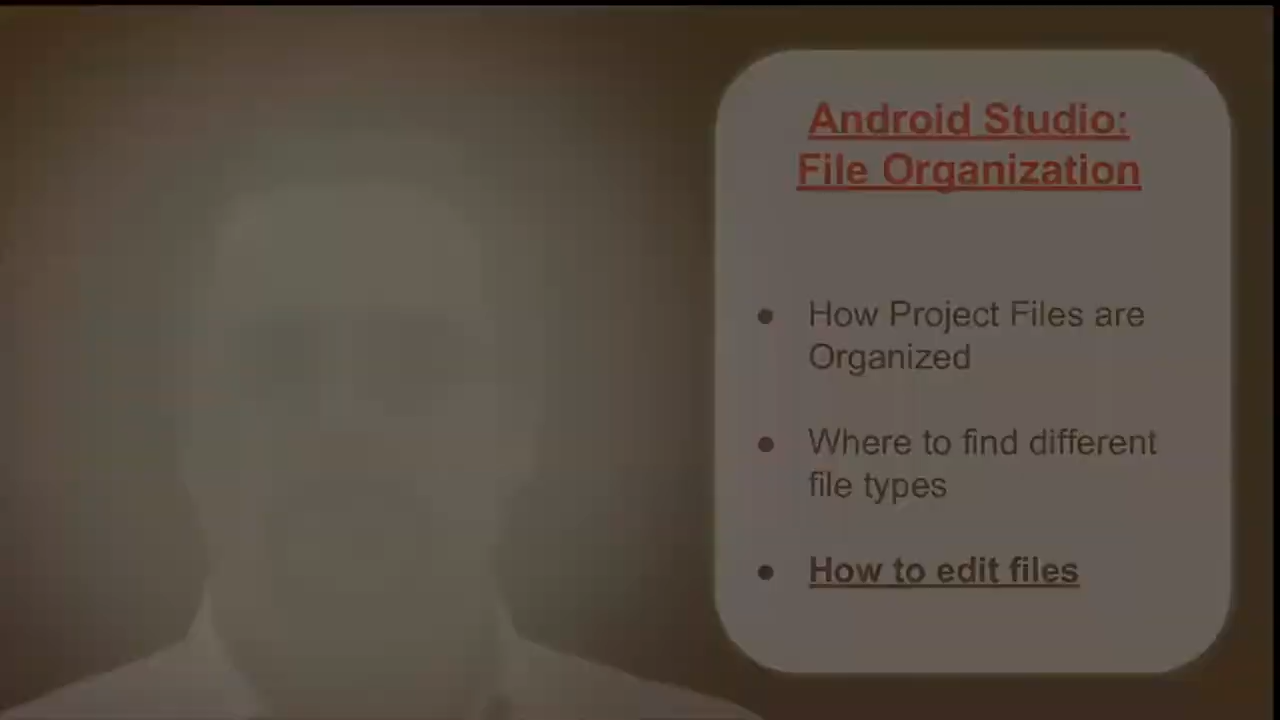 Android Studio:
File Organization
● How Project Files are
Organized
● Where to find different
file types
● How to edit files